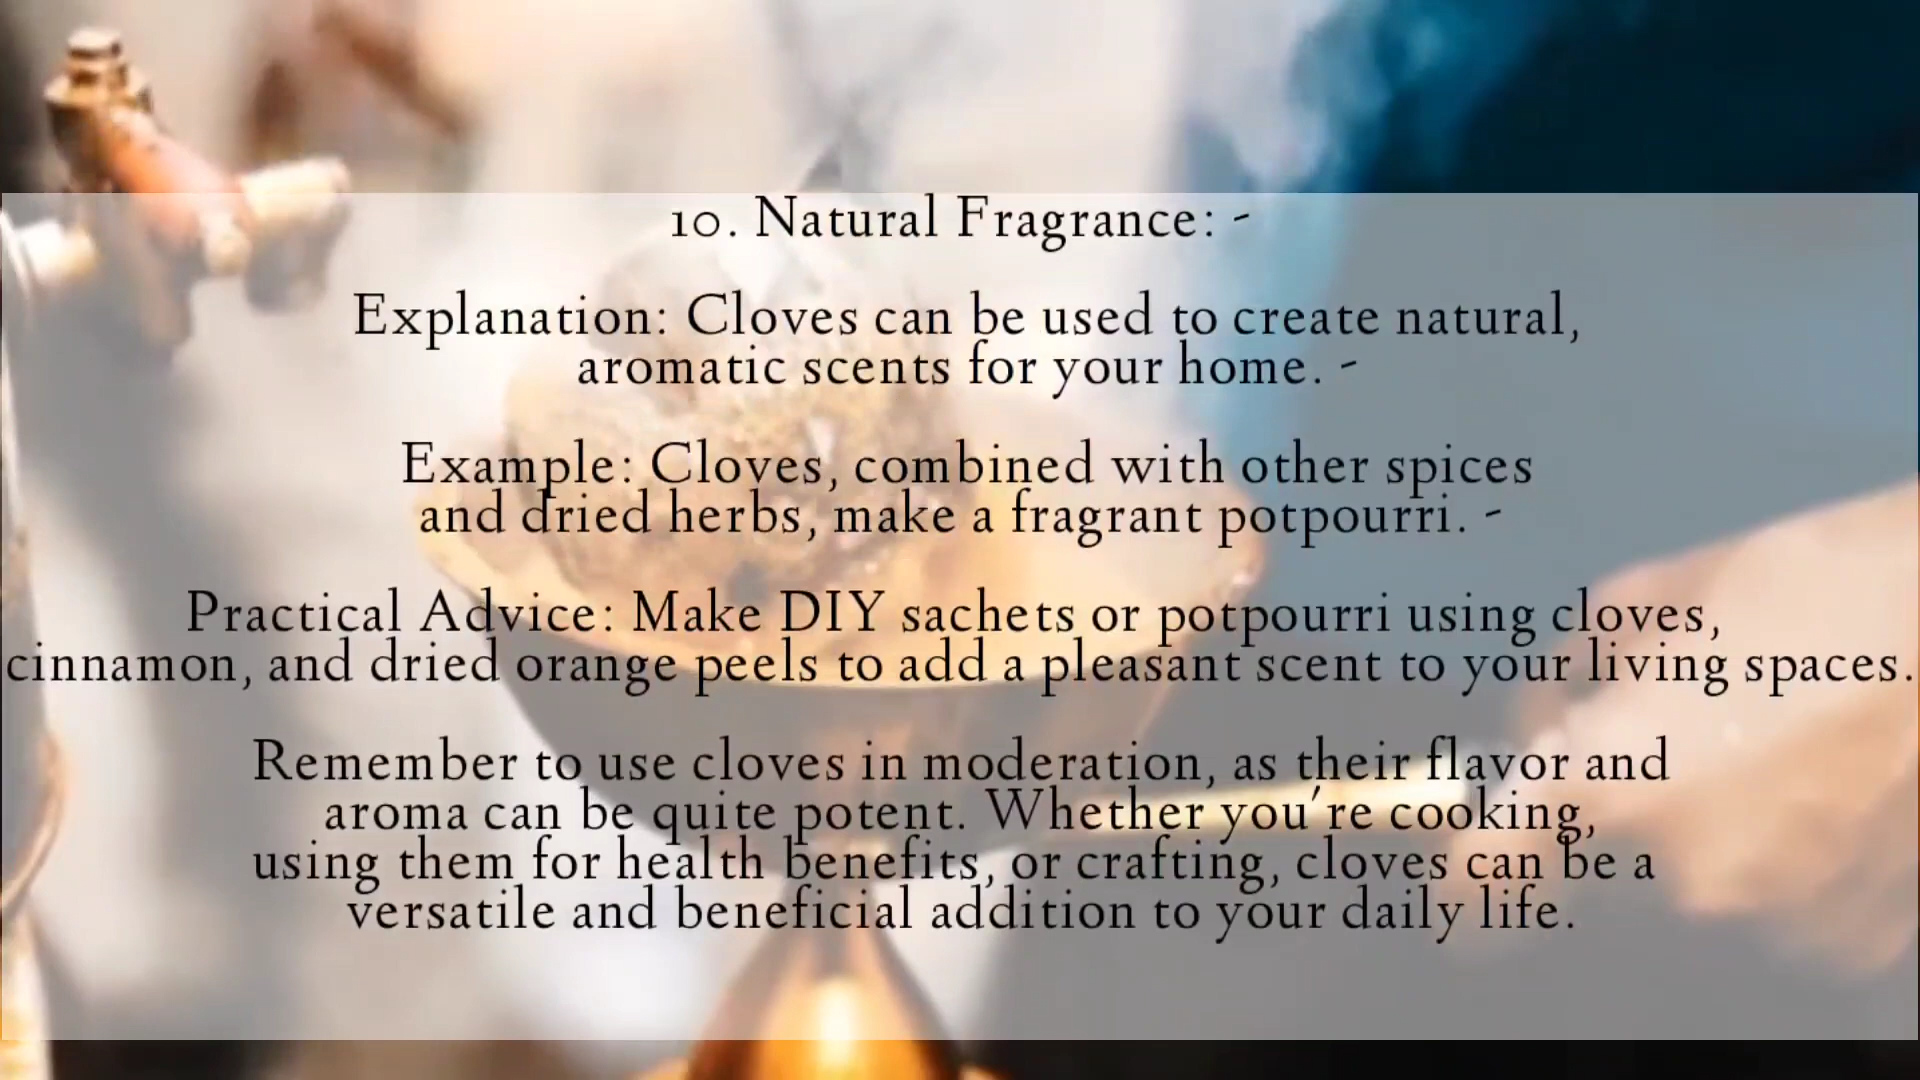 10. Natural Fragrance: -
Explanation: Cloves can be used to create natural,
aromatic scents for your home. -
Example: Cloves, combined with other spices
and dried herbs, make a fragrant potpourri. -
Practical Advice: Make DIY sachets or potpourri using cloves,
cinnamon, and dried orange peels to add a pleasant scent to your living spaces.
Remember to use cloves in moderation, as their flavor and
aroma can be quite potent. Whether you're cooking,
using them for health benefits, or crafting, cloves can be a
versatile and beneficial addition to your daily life.